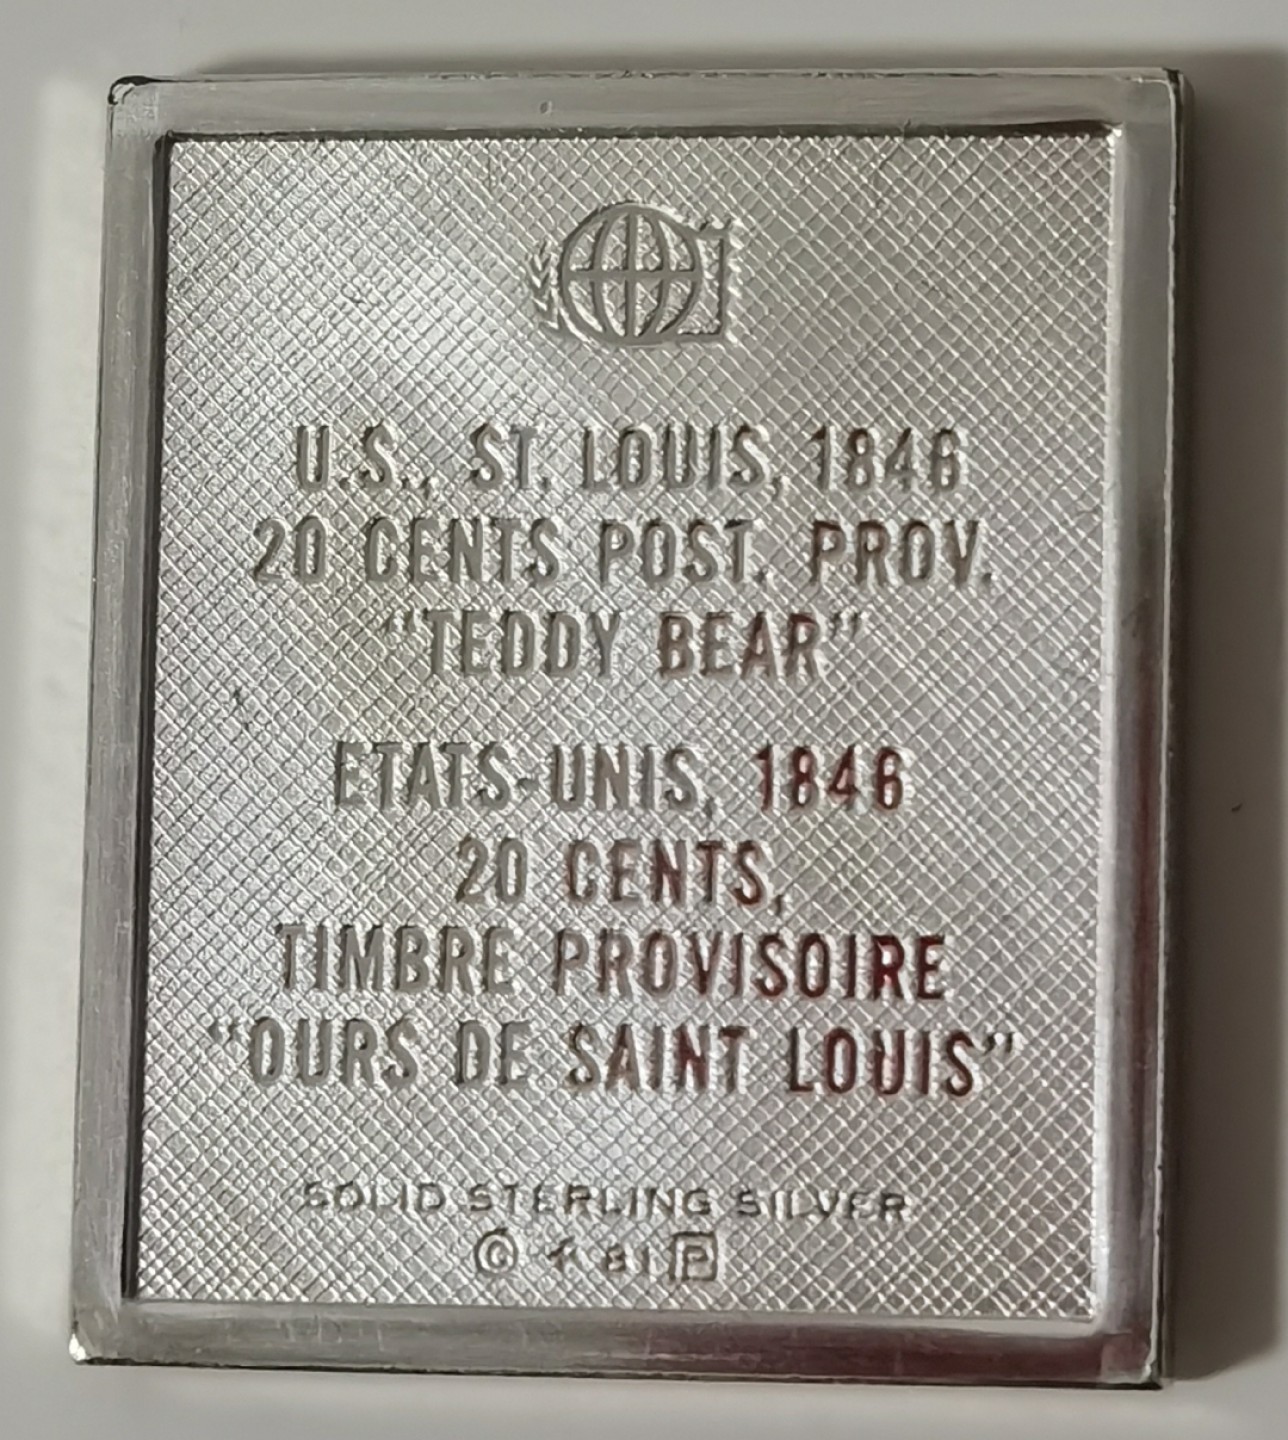 U.S., ST. LOUIS, 1846
20 CENTS POST. PROV.
"TEDDY BEAR"
ETATS-UNIS, 1846
20 CENTS,
TIMBRE PROVISOIRE
"OURS DE SAINT LOUIS"
SOLID STERLING SILVER
© 81 P